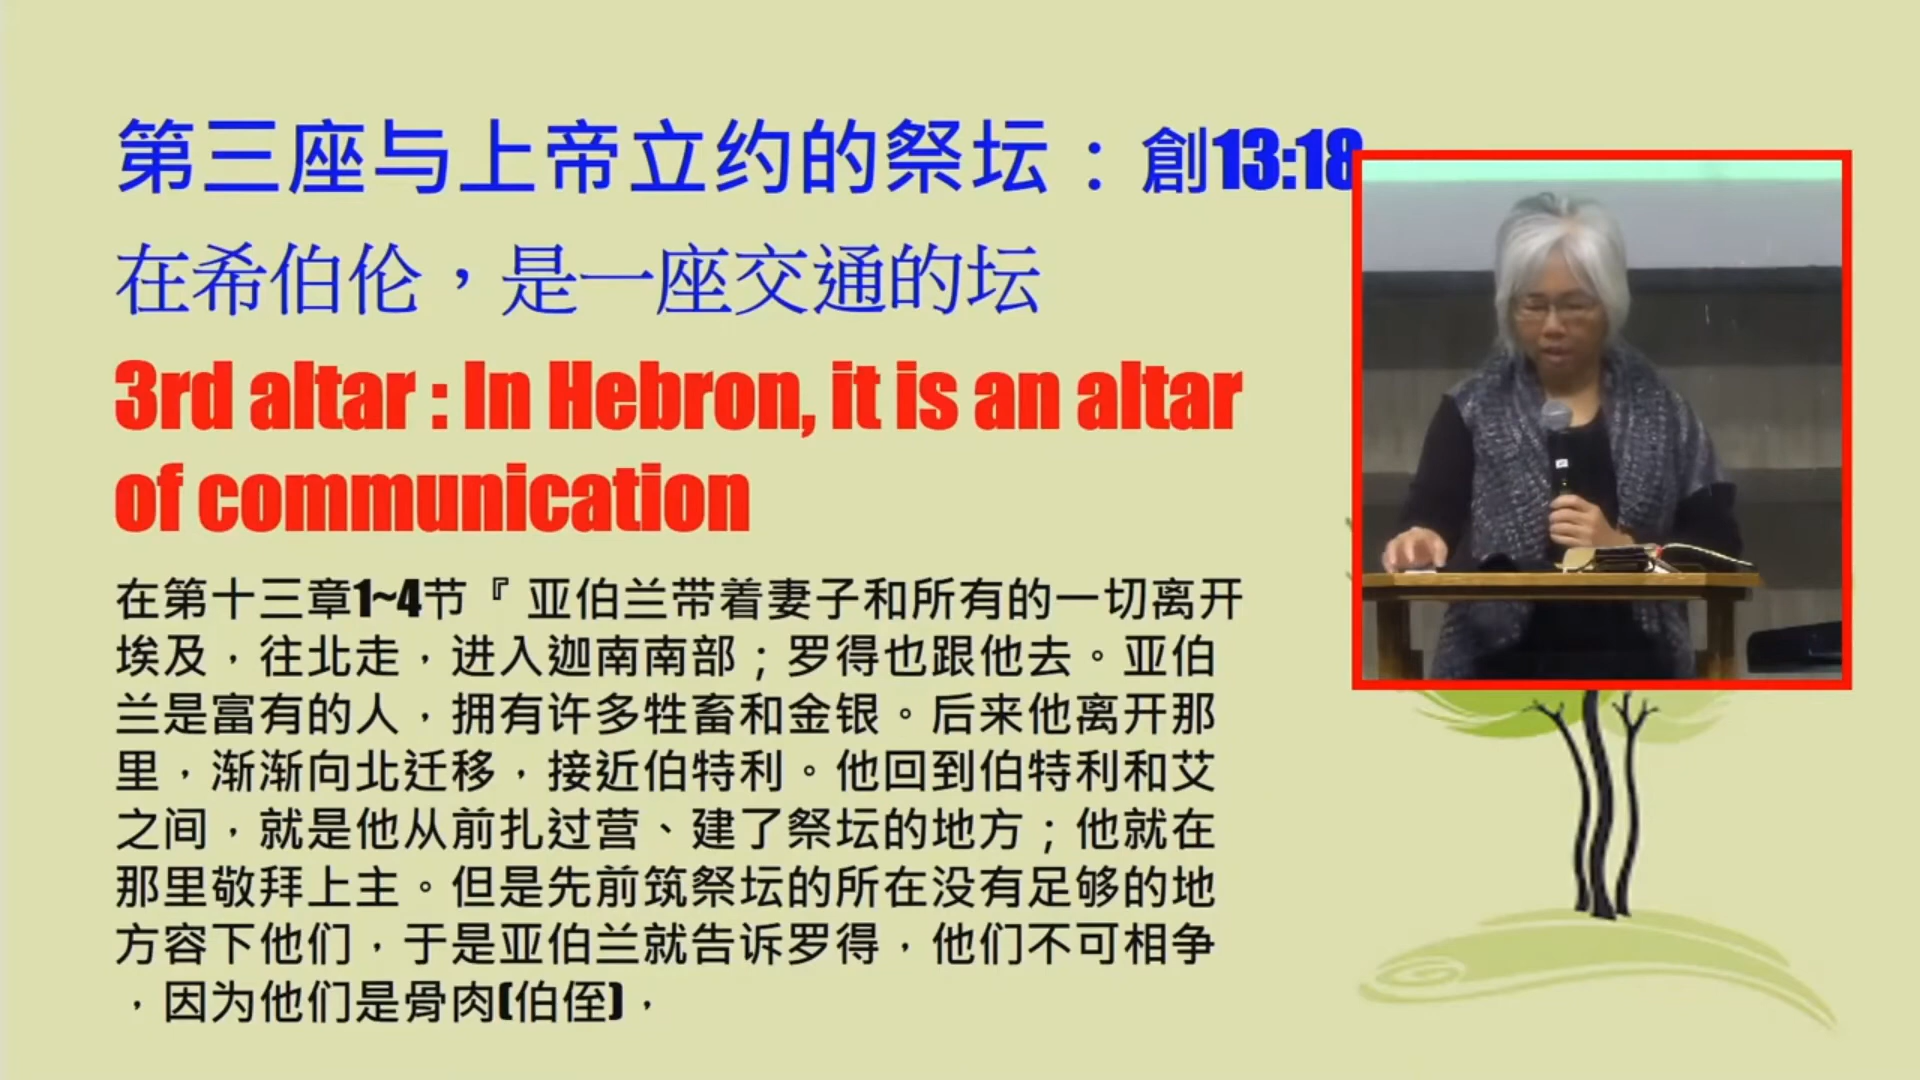 第三座与上帝立约的祭坛：創13:18
在希伯伦，是一座交通的坛
3rd altar : In Hebron, it is an altar
of communication
在第十三章1~4节『 亚伯兰带着妻子和所有的一切离开
埃及，往北走，进入迦南南部；罗得也跟他去。亚伯
兰是富有的人，拥有许多牲畜和金银。后来他离开那
里，渐渐向北迁移，接近伯特利。他回到伯特利和艾
之间，就是他从前扎过营、建了祭坛的地方；他就在
那里敬拜上主。但是先前筑祭坛的所在没有足够的地
方容下他们，于是亚伯兰就告诉罗得，他们不可相争
，因为他们是骨肉(伯侄)，